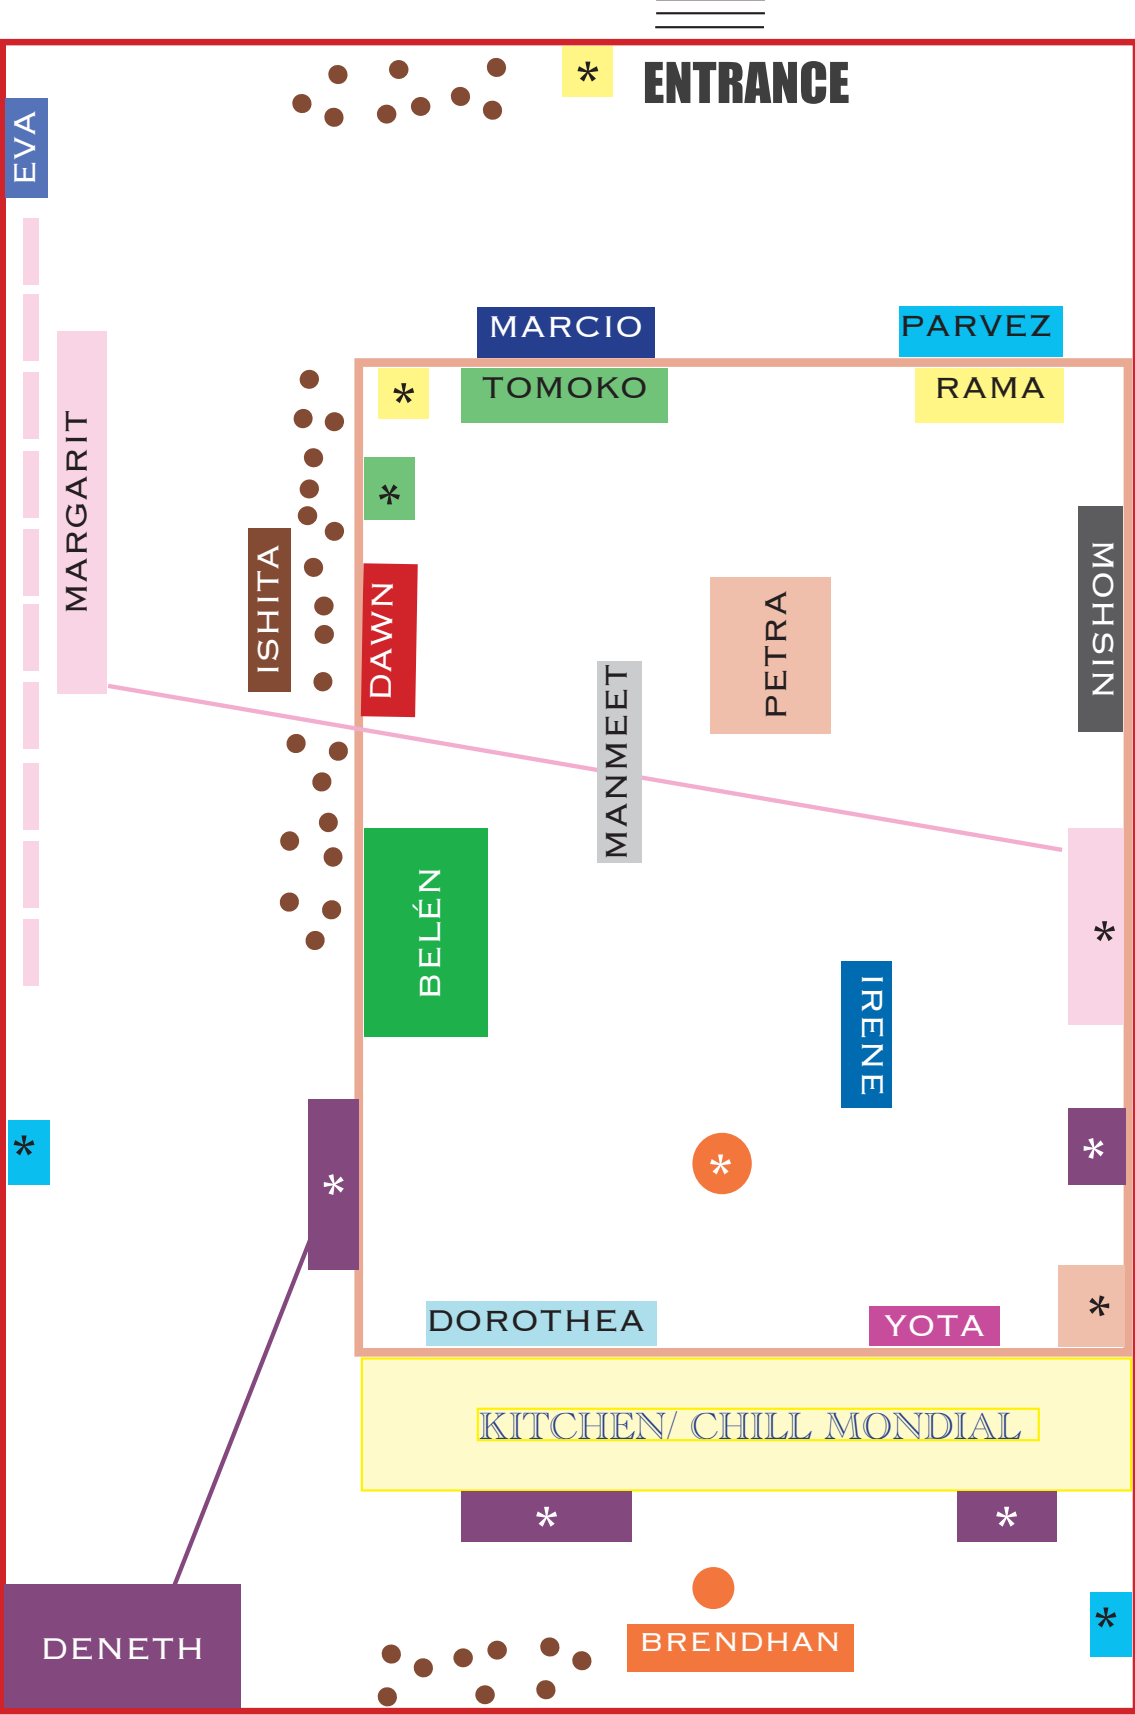 * ENTRANCE
EVA
MARCIO
PARVEZ
*
TOMOKO
RAMA
MARGARIT
*
ISHITA
DAWN
PETRA
MOHSIN
MANMEET
BELÉN
*
IRENE
*
*
*
*
*
DOROTHEA
YOTA
KITCHEN/ CHILL MONDIAL
*
*
*
DENETH
BRENDHAN